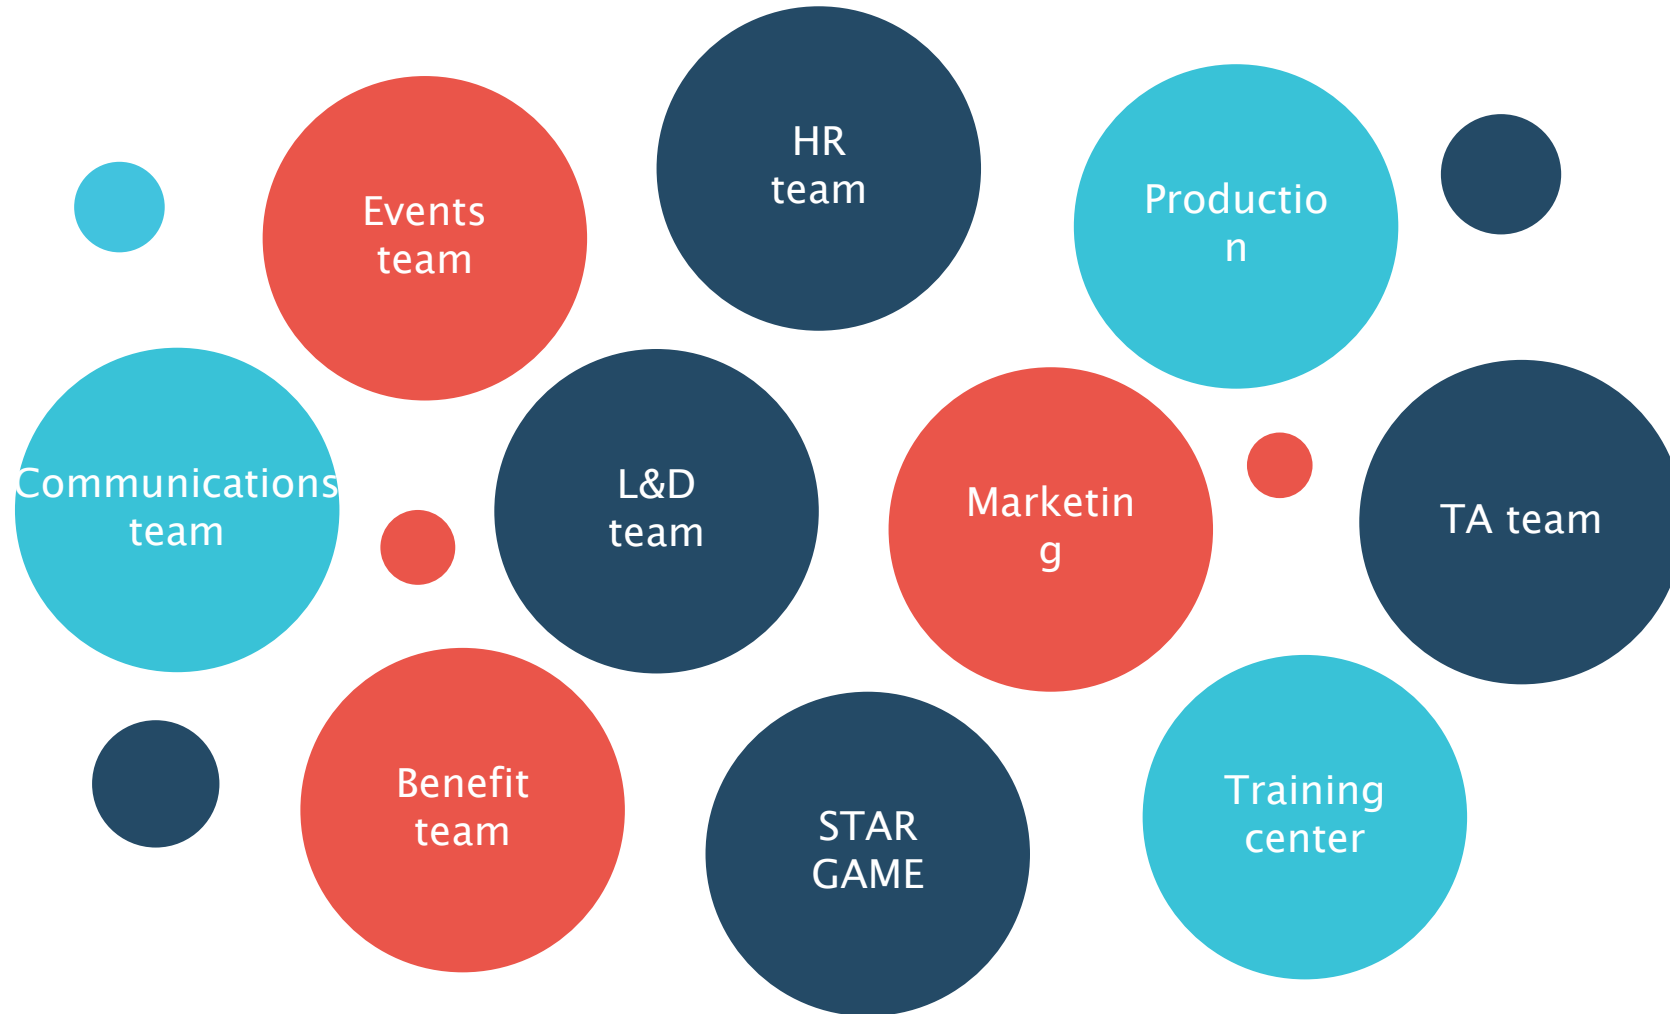 HR
team
Events
team
Productio
n
Communications
team
L&D
team
Marketin
g
TA team
Benefit
team
STAR
GAME
Training
center